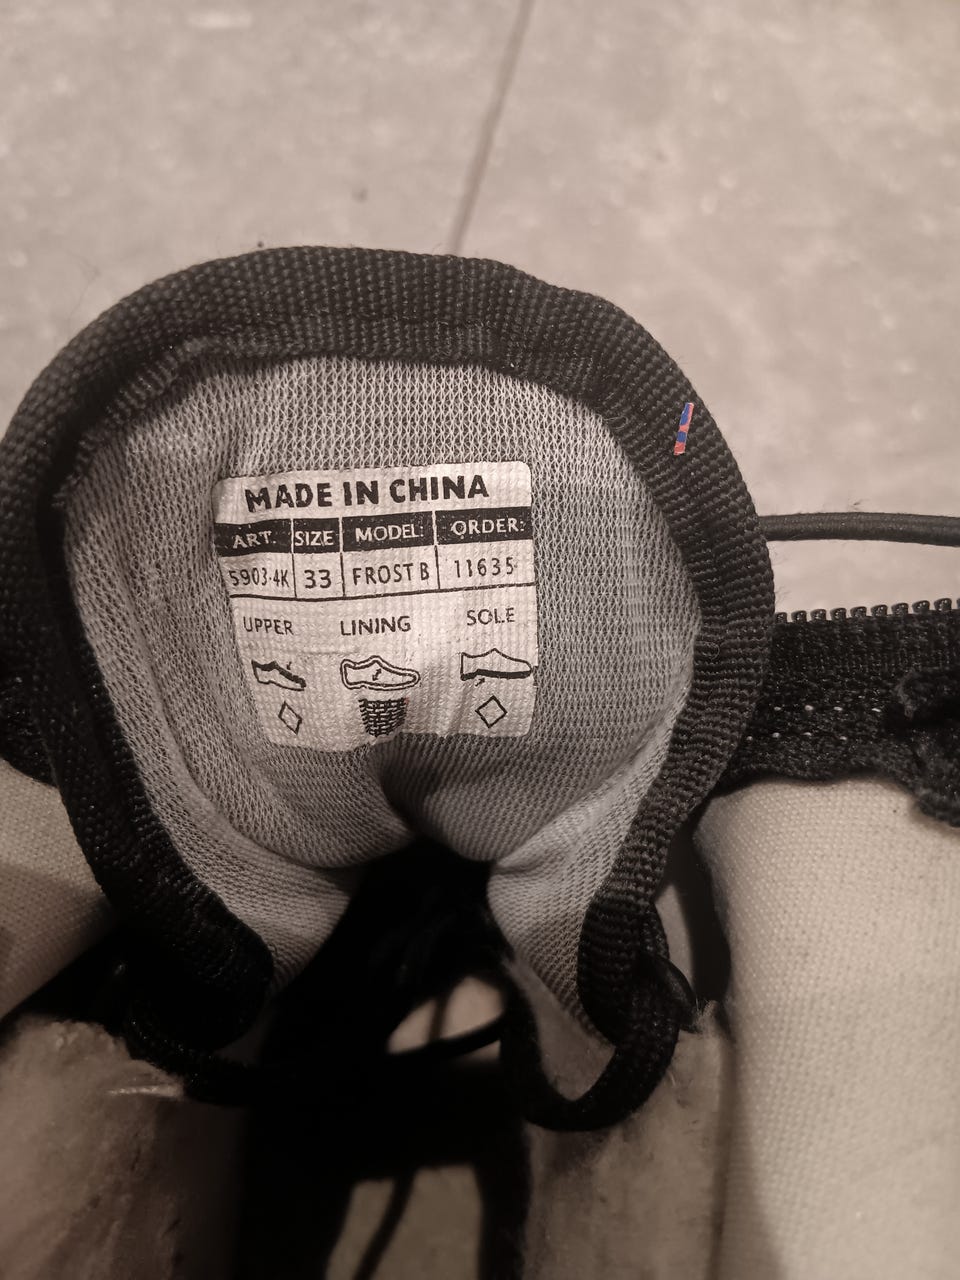 MADE IN CHINA
ART. SIZE MODEL: ORDER:
5903-4K 33 FROST B 11635
UPPER LINING SOLE